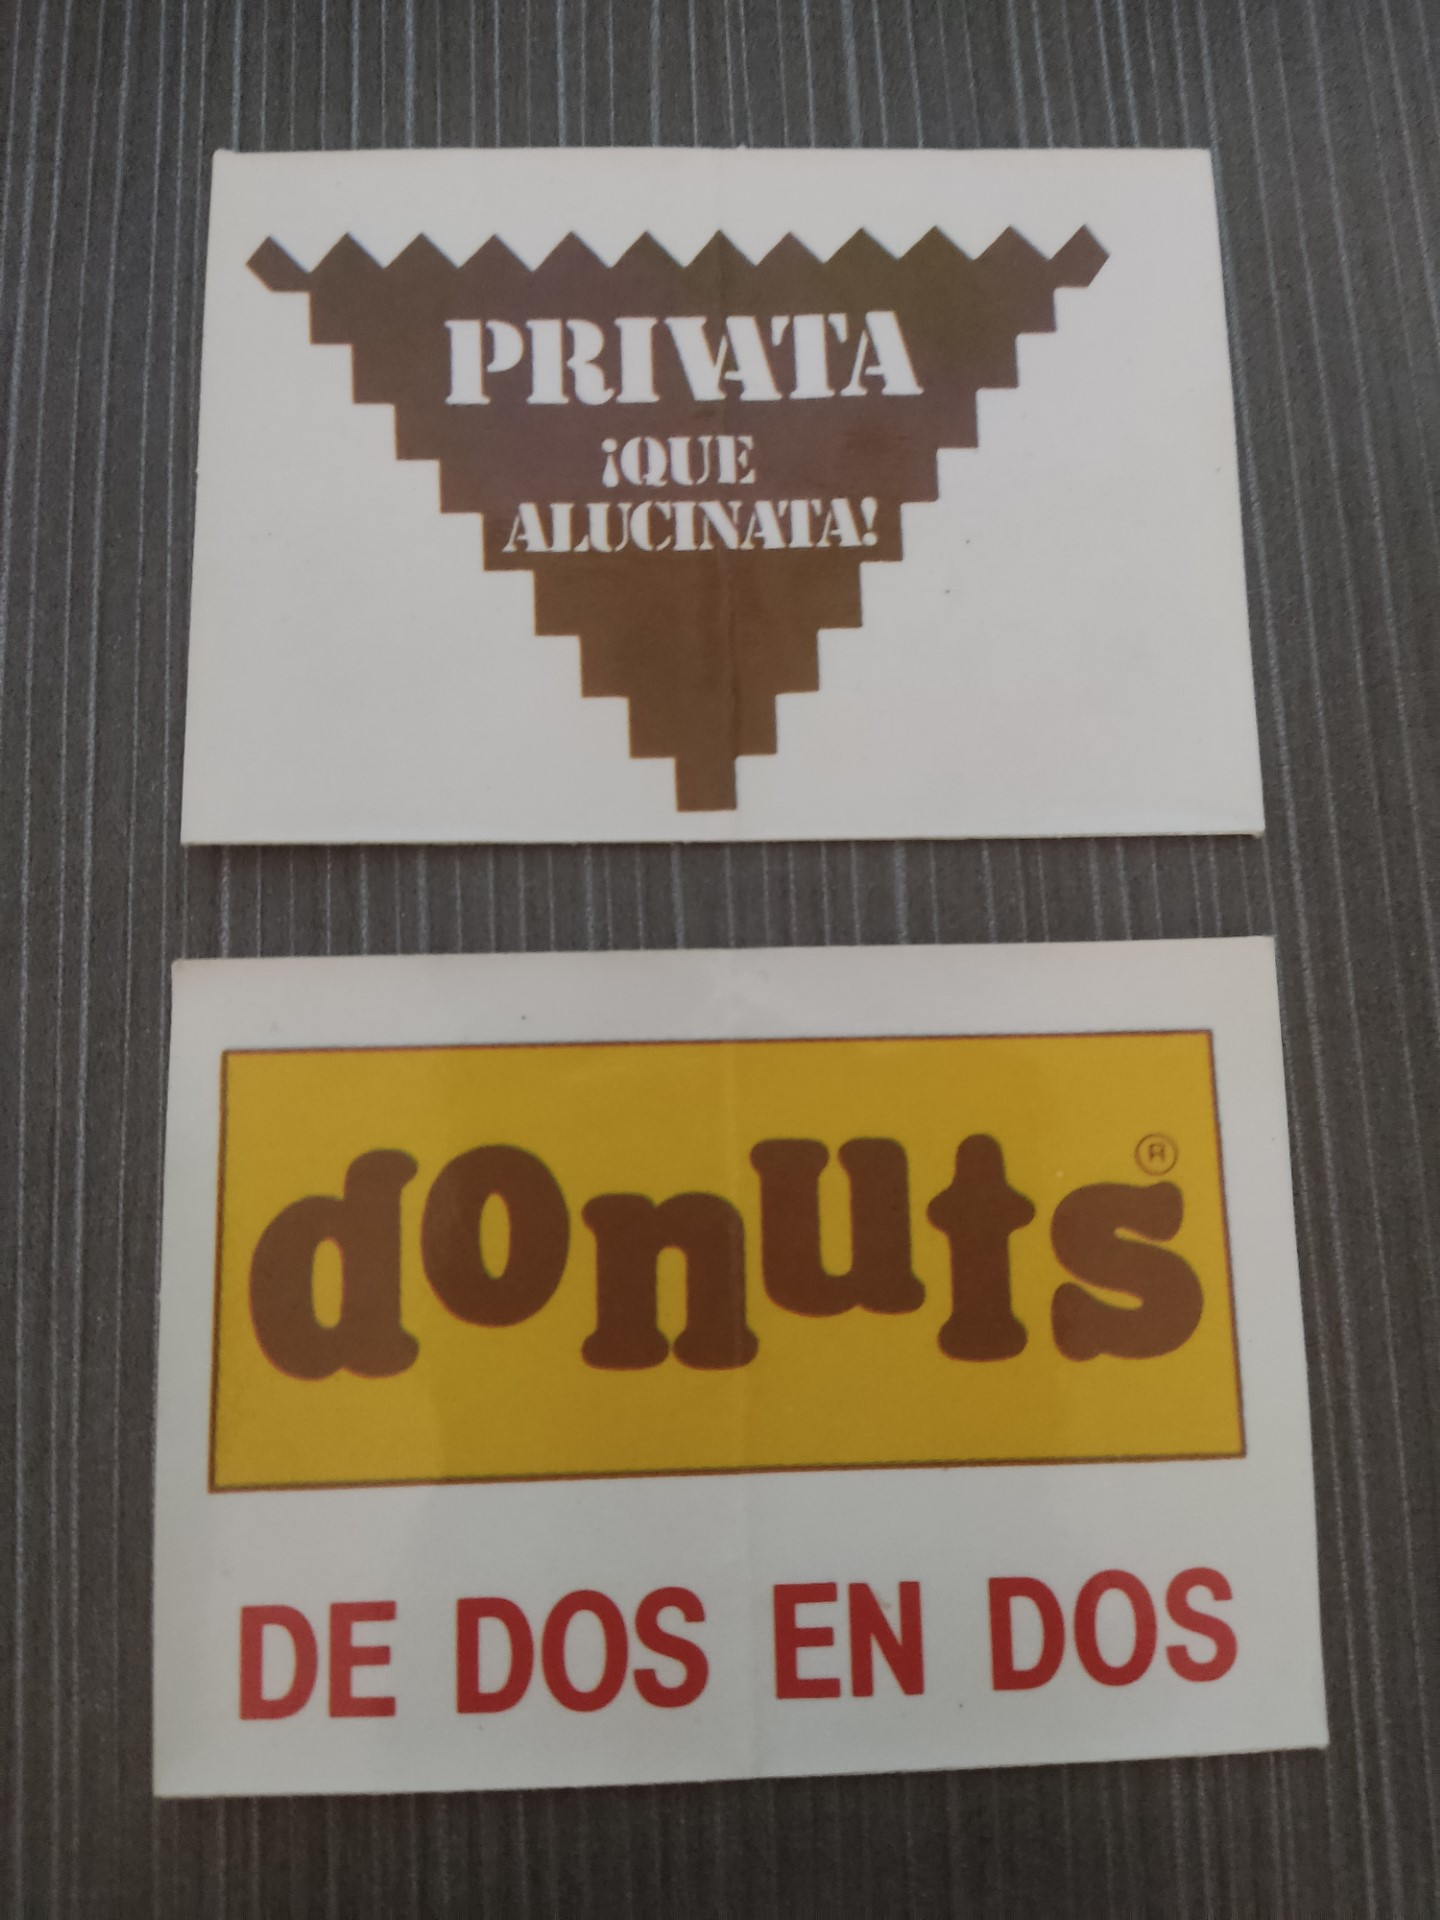 PRIVATA
¡QUE
ALUCINATA!
donuts ®
DE DOS EN DOS